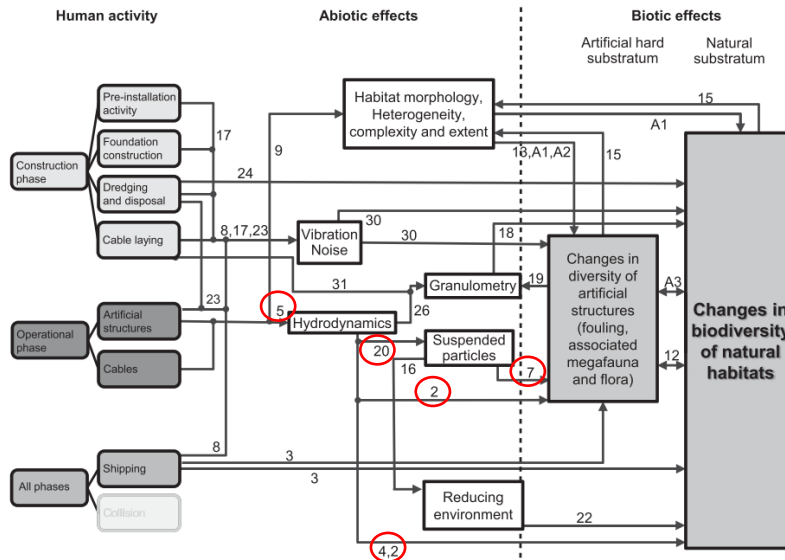 Human activity
Abiotic effects
Biotic effects
Artificial hard
substratum
Natural
substratum
Pre-installation
activity
Foundation
construction
Construction
phase
Dredging
and disposal
Cable laying
17
24
8,17,23
9
Habitat morphology,
Heterogeneity,
complexity and extent
15
A1
13,A1,A2
15
30
Vibration
Noise
30
18
31
Granulometry
19
Changes in
diversity of
artificial
structures
(fouling,
associated
megafauna
and flora)
A3
12
Changes in
biodiversity
of natural
habitats
23
Artificial
structures
Operational
phase
Cables
5
Hydrodynamics
26
20
Suspended
particles
16
7
2
8
Shipping
3
3
All phases
Collision
Reducing
environment
22
4,2